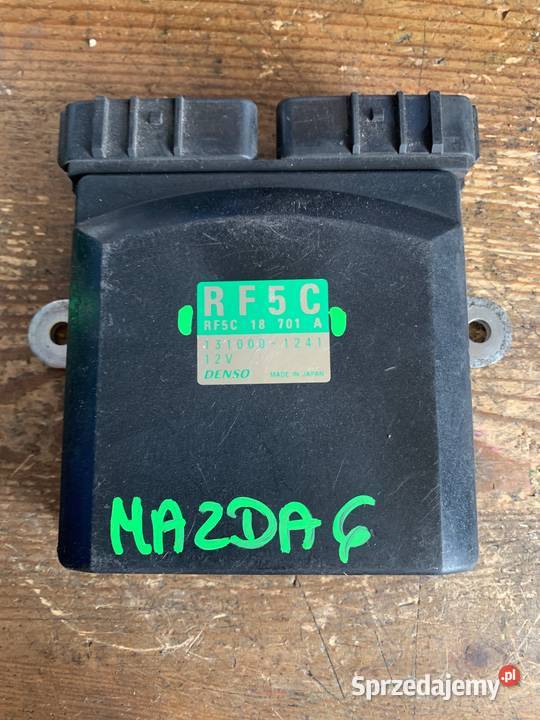 RF5C
RF5C 18 701 A
131000-1241
12V
DENSO MADE IN JAPAN
MAZDA 6
Sprzedajemy.pl